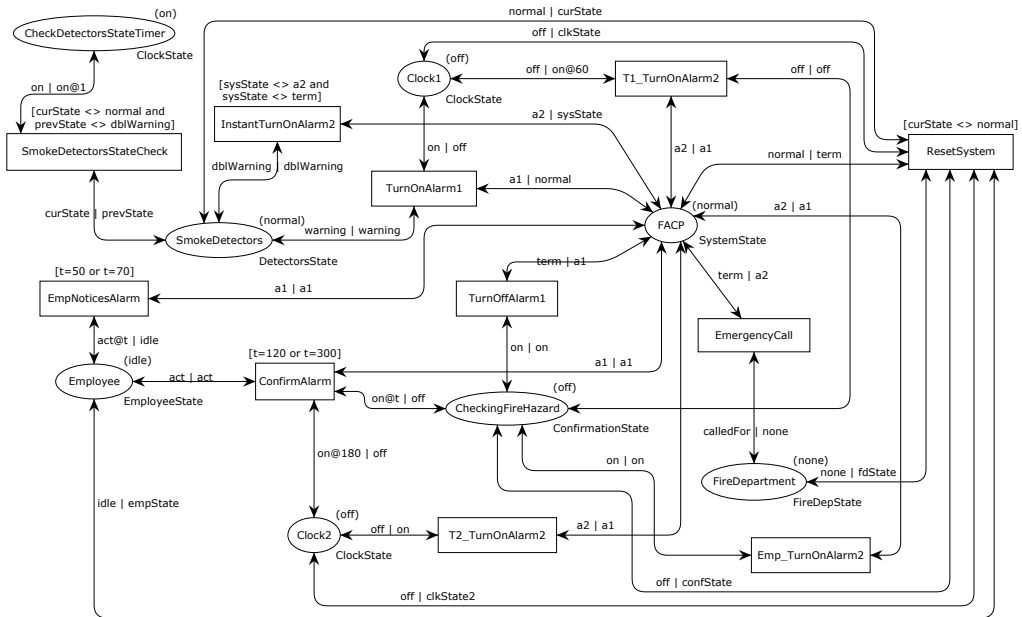 (on)
CheckDetectorsStateTimer
ClockState
on | on@1
[curState <> normal and
prevState <> dblWarning]
SmokeDetectorsStateCheck
curState | prevState
normal | curState
off | clkState
(off)
Clock1
ClockState
off | on@60
T1_TurnOnAlarm2
off | off
[sysState <> a2 and
sysState <> term]
InstantTurnOnAlarm2
a2 | sysState
dblWarning | dblWarning
on | off
a2 | a1
[curState <> normal]
ResetSystem
normal | term
TurnOnAlarm1
a1 | normal
(normal)
SmokeDetectors
DetectorsState
warning | warning
(normal)
FACP
SystemState
a2 | a1
term | a1
term | a2
[t=50 or t=70]
EmpNoticesAlarm
a1 | a1
TurnOffAlarm1
EmergencyCall
act@t | idle
on | on
(idle)
Employee
EmployeeState
act | act
[t=120 or t=300]
ConfirmAlarm
a1 | a1
on@t | off
(off)
CheckingFireHazard
ConfirmationState
calledFor | none
on@180 | off
on | on
(none)
FireDepartment
FireDepState
none | fdState
idle | empState
(off)
Clock2
ClockState
off | on
T2_TurnOnAlarm2
a2 | a1
Emp_TurnOnAlarm2
off | confState
off | clkState2